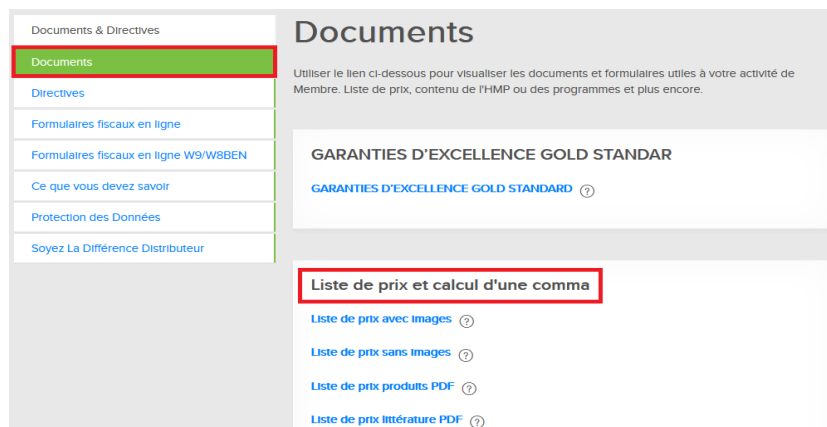 Documents & Directives
Documents
Directives
Formulaires fiscaux en ligne
Formulaires fiscaux en ligne W9/W8BEN
Ce que vous devez savoir
Protection des Données
Soyez La Différence Distributeur
Documents
Utiliser le lien ci-dessous pour visualiser les documents et formulaires utiles à votre activité de
Membre. Liste de prix, contenu de l'HMP ou des programmes et plus encore.
GARANTIES D'EXCELLENCE GOLD STANDAR
GARANTIES D'EXCELLENCE GOLD STANDARD ?
Liste de prix et calcul d'une comma
Liste de prix avec images ?
Liste de prix sans images ?
Liste de prix produits PDF ?
Liste de prix littérature PDF ?